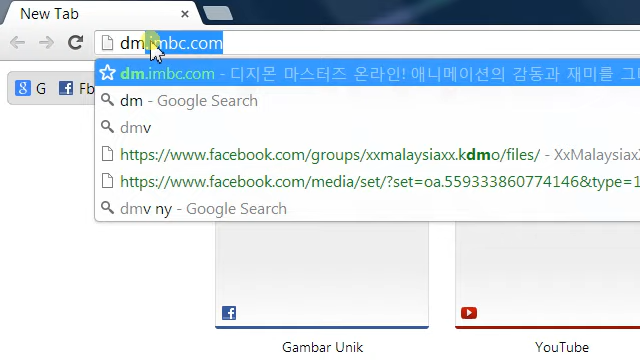 New Tab
dm.imbc.com
G Fb
dm.imbc.com - 디지몬 마스터즈 온라인! 애니메이션의 감동과 재미를 그대
dm - Google Search
dmv
https://www.facebook.com/groups/xxmalaysiaxx.kdmo/files/ - XxMalaysiax
https://www.facebook.com/media/set/?set=oa.559333860774146&type=1
dmv ny - Google Search
Gambar Unik
YouTube